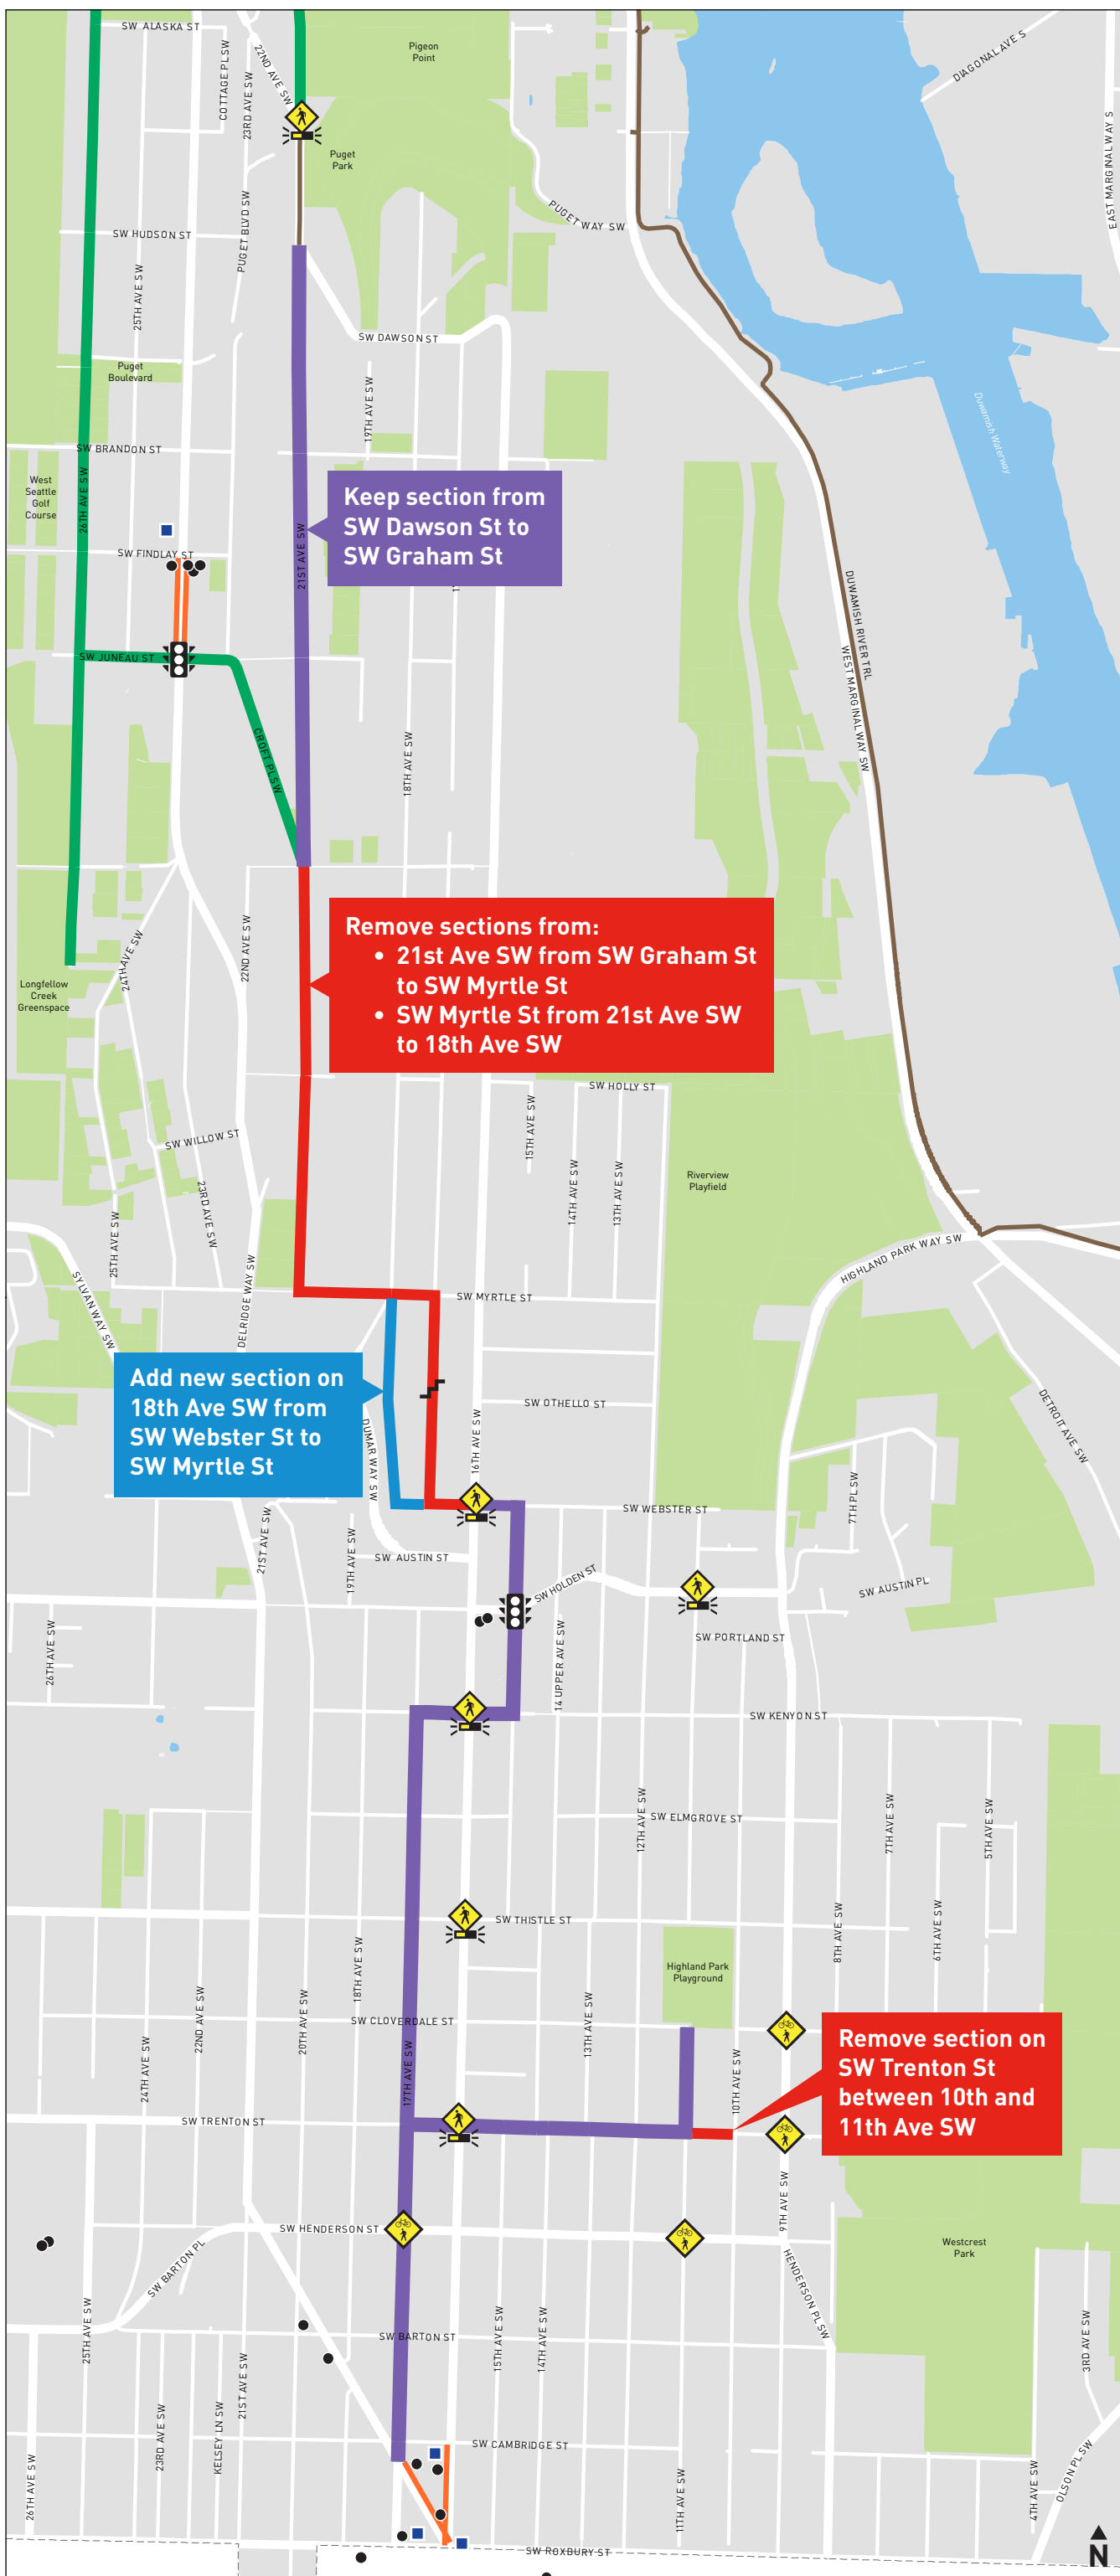 SW ALASKA ST
COTTAGE PL SW
23RD AVE SW
22ND AVE SW
Pigeon
Point
DIAGONAL AVE S
EAST MARGINAL WAY S
Puget
Park
PUGET BLVD SW
PUGET WAY SW
SW HUDSON ST
25TH AVE SW
SW DAWSON ST
Puget
Boulevard
19TH AVE SW
Duwamish Waterway
SW BRANDON ST
West
Seattle
Golf
Course
26TH AVE SW
Keep section from
SW Dawson St to
SW Graham St
21ST AVE SW
SW FINDLAY ST
DUWAMISH RIVER TRL
WEST MARGINAL WAY SW
SW JUNEAU ST
CROFT PL SW
18TH AVE SW
22ND AVE SW
24TH AVE SW
Remove sections from:
• 21st Ave SW from SW Graham St
to SW Myrtle St
• SW Myrtle St from 21st Ave SW
to 18th Ave SW
Longfellow
Creek
Greenspace
SW HOLLY ST
15TH AVE SW
14TH AVE SW
13TH AVE SW
SW WILLOW ST
Riverview
Playfield
23RD AVE SW
25TH AVE SW
HIGHLAND PARK WAY SW
SYLVAN WAY SW
DELRIDGE WAY SW
SW MYRTLE ST
Add new section on
18th Ave SW from
SW Webster St to
SW Myrtle St
SW OTHELLO ST
DETROIT AVE SW
DUMAR WAY SW
16TH AVE SW
7TH PL SW
SW WEBSTER ST
21ST AVE SW
19TH AVE SW
SW AUSTIN ST
SW HOLDEN ST
SW AUSTIN PL
26TH AVE SW
14 UPPER AVE SW
SW PORTLAND ST
SW KENYON ST
12TH AVE SW
SW ELMGROVE ST
7TH AVE SW
5TH AVE SW
SW THISTLE ST
8TH AVE SW
6TH AVE SW
18TH AVE SW
Highland Park
Playground
22ND AVE SW
20TH AVE SW
SW CLOVERDALE ST
13TH AVE SW
24TH AVE SW
17TH AVE SW
10TH AVE SW
Remove section on
SW Trenton St
between 10th and
11th Ave SW
SW TRENTON ST
9TH AVE SW
SW HENDERSON ST
SW BARTON PL
HENDERSON PL SW
Westcrest
Park
25TH AVE SW
SW BARTON ST
15TH AVE SW
14TH AVE SW
3RD AVE SW
21ST AVE SW
23RD AVE SW
KELSEY LN SW
26TH AVE SW
SW CAMBRIDGE ST
11TH AVE SW
4TH AVE SW
OLSON PL SW
SW ROXBURY ST
N